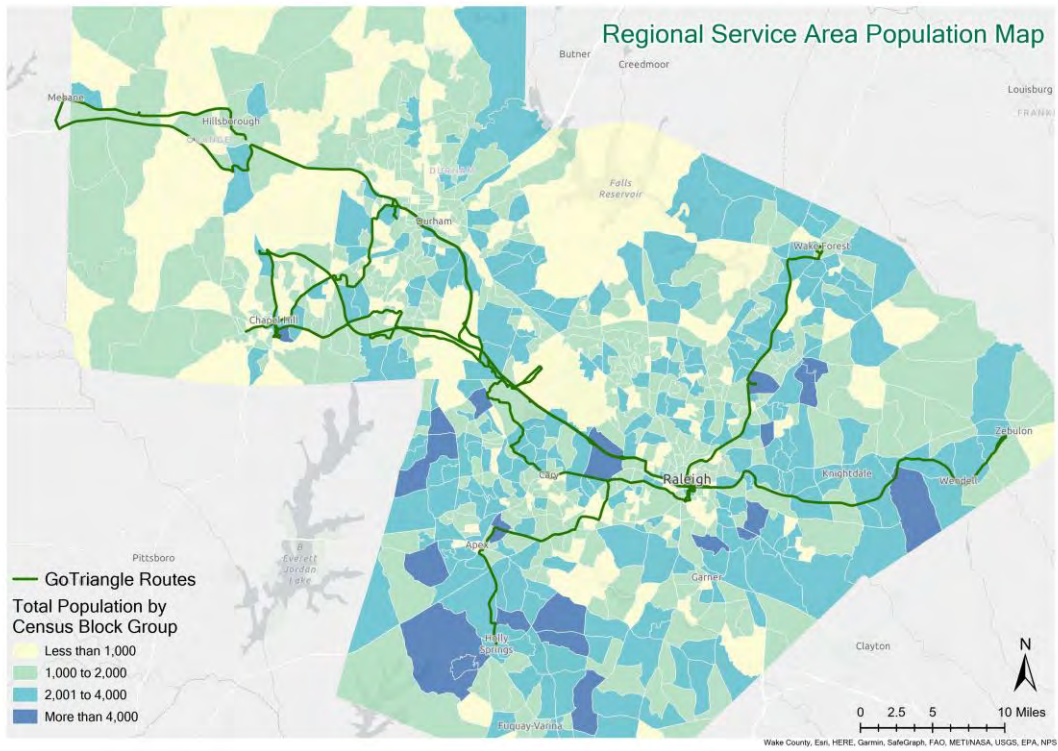 Regional Service Area Population Map
Butner
Creedmoor
Louisburg
FRANKL
Mebane
Hillsborough
ORANGE
DURHAM
Falls
Reservoir
Durham
Wake Forest
Chapel Hill
Zebulon
Cary
Raleigh
Knightdale
Wendell
Apex
Pittsboro
B
Everett
Jordan
Lake
Garner
Holly
Springs
Clayton
Fuquay-Varina
GoTriangle Routes
Total Population by
Census Block Group
Less than 1,000
1,000 to 2,000
2,001 to 4,000
More than 4,000
N
0 2.5 5 10 Miles
Wake County, Esri, HERE, Garmin, SafeGraph, FAO, METI/NASA, USGS, EPA, NPS